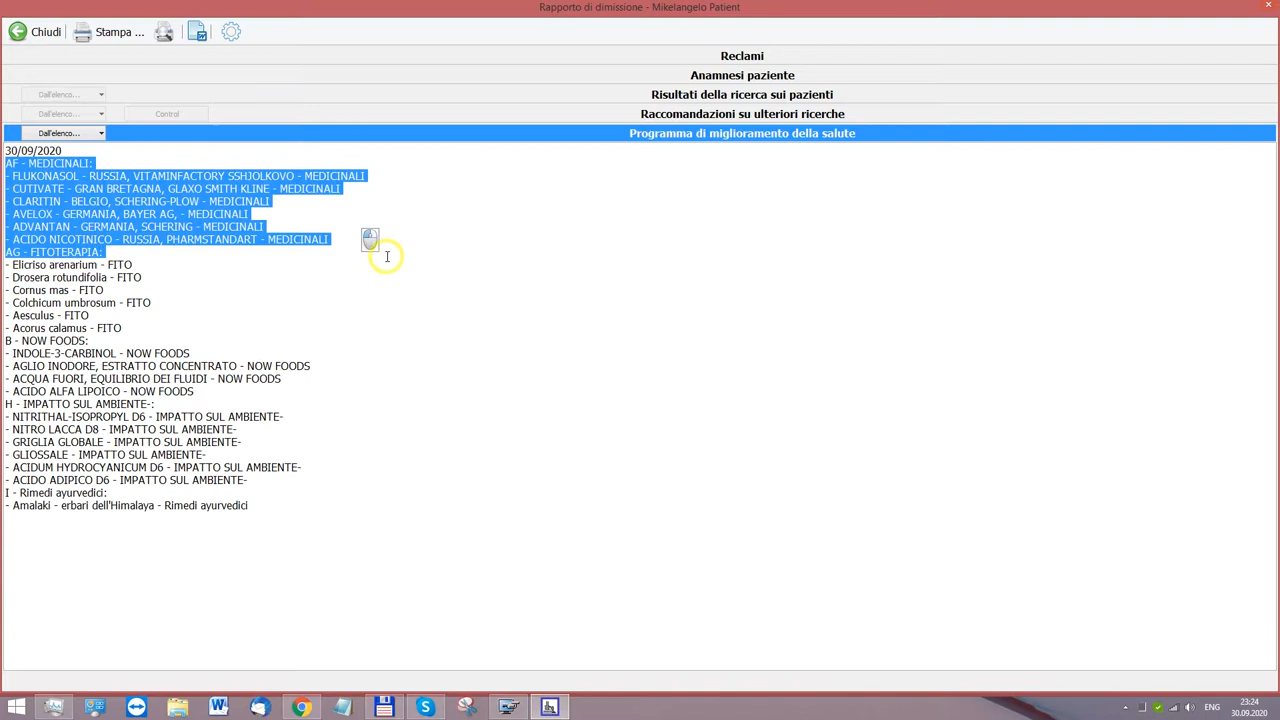 Rapporto di dimissione - Mikelangelo Patient
Chiudi
Stampa ...
Reclami
Anamnesi paziente
Dall'elenco...
Risultati della ricerca sui pazienti
Dall'elenco...
Control
Raccomandazioni su ulteriori ricerche
Dall'elenco...
Programma di miglioramento della salute
30/09/2020
AF - MEDICINALI:
- FLUKONASOL - RUSSIA, VITAMINFACTORY SSHJOLKOVO - MEDICINALI
- CUTIVATE - GRAN BRETAGNA, GLAXO SMITH KLINE - MEDICINALI
- CLARITIN - BELGIO, SCHERING-PLOW - MEDICINALI
- AVELOX - GERMANIA, BAYER AG, - MEDICINALI
- ADVANTAN - GERMANIA, SCHERING - MEDICINALI
- ACIDO NICOTINICO - RUSSIA, PHARMSTANDART - MEDICINALI
AG - FITOTERAPIA:
- Elicriso arenarium - FITO
- Drosera rotundifolia - FITO
- Cornus mas - FITO
- Colchicum umbrosum - FITO
- Aesculus - FITO
- Acorus calamus - FITO
B - NOW FOODS:
- INDOLE-3-CARBINOL - NOW FOODS
- AGLIO INODORE, ESTRATTO CONCENTRATO - NOW FOODS
- ACQUA FUORI, EQUILIBRIO DEI FLUIDI - NOW FOODS
- ACIDO ALFA LIPOICO - NOW FOODS
H - IMPATTO SUL AMBIENTE-:
- NITRITHAL-ISOPROPYL D6 - IMPATTO SUL AMBIENTE-
- NITRO LACCA D8 - IMPATTO SUL AMBIENTE-
- GRIGLIA GLOBALE - IMPATTO SUL AMBIENTE-
- GLIOSSALE - IMPATTO SUL AMBIENTE-
- ACIDUM HYDROCYANICUM D6 - IMPATTO SUL AMBIENTE-
- ACIDO ADIPICO D6 - IMPATTO SUL AMBIENTE-
I - Rimedi ayurvedici:
- Amalaki - erbari dell'Himalaya - Rimedi ayurvedici
ENG
23:24
30.09.2020